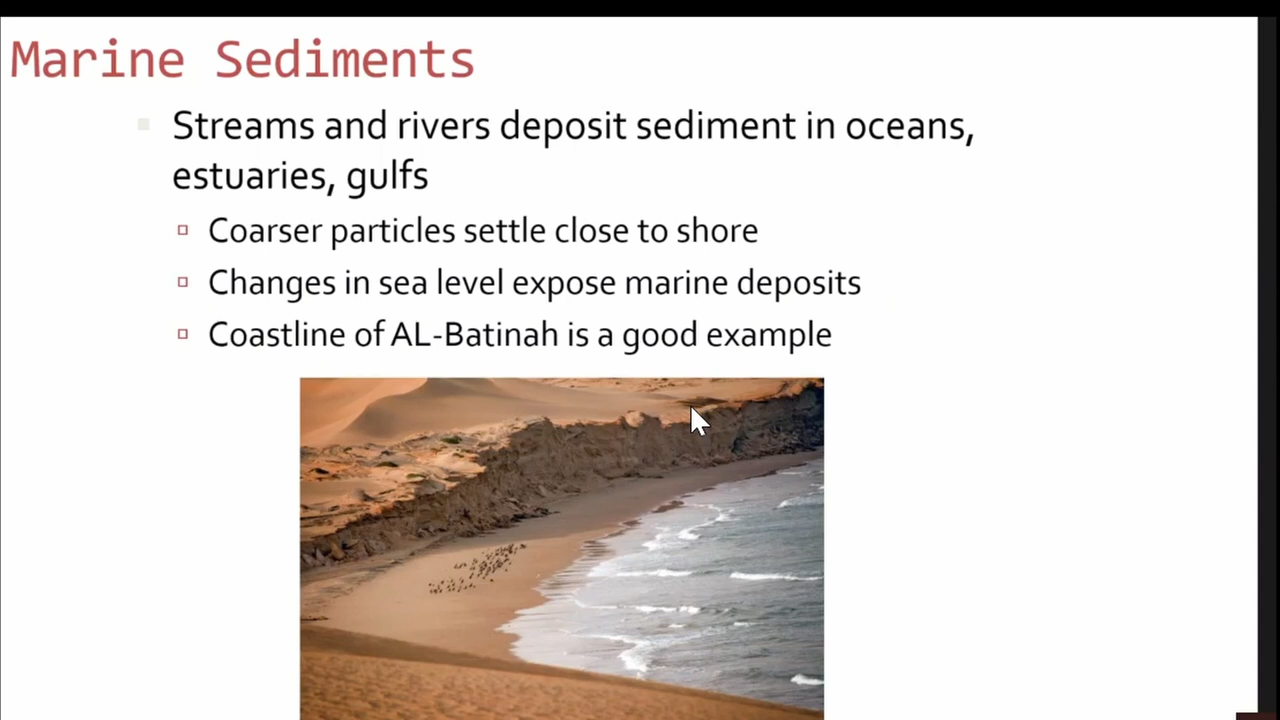 Marine Sediments
Streams and rivers deposit sediment in oceans,
estuaries, gulfs
Coarser particles settle close to shore
Changes in sea level expose marine deposits
Coastline of AL-Batinah is a good example